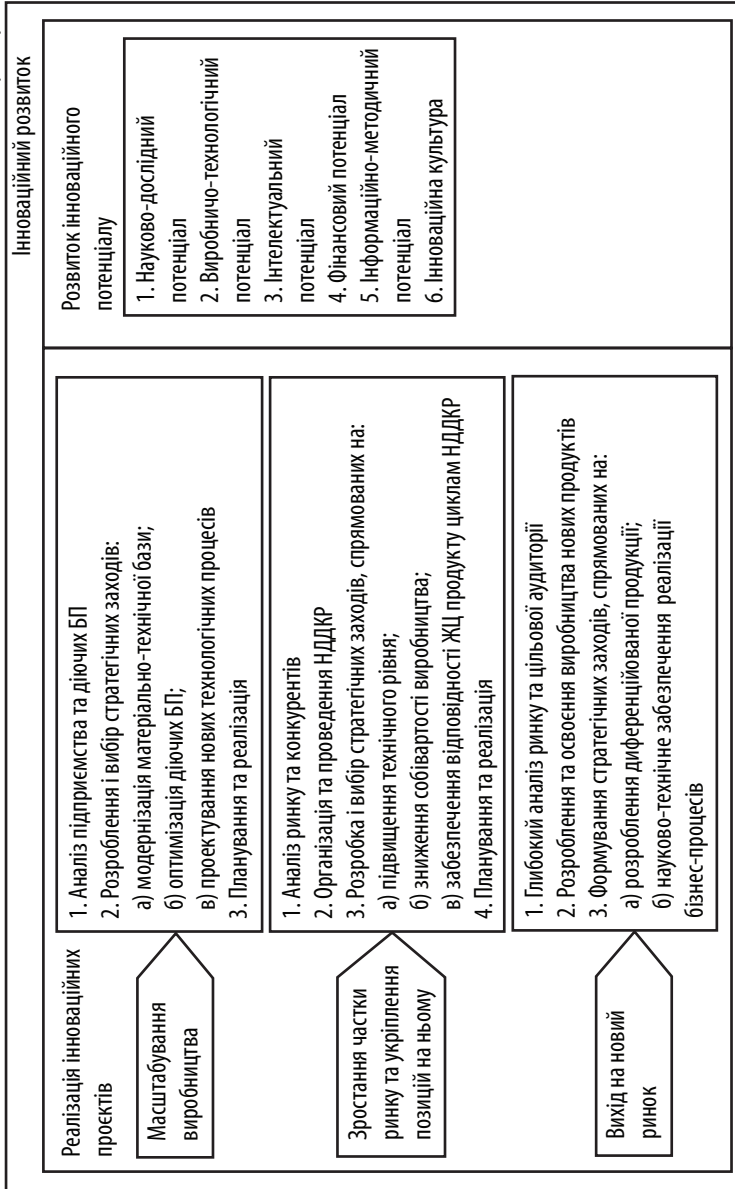 Інноваційний розвиток
Реалізація інноваційних
проєктів
Масштабування
виробництва
1. Аналіз підприємства та діючих БП
2. Розроблення і вибір стратегічних заходів:
а) модернізація матеріально-технічної бази;
б) оптимізація діючих БП;
в) проектування нових технологічних процесів
3. Планування та реалізація
Зростання частки
ринку та укріплення
позицій на ньому
1. Аналіз ринку та конкурентів
2. Організація та проведення НДДКР
3. Розробка і вибір стратегічних заходів, спрямованих на:
а) підвищення технічного рівня;
б) зниження собівартості виробництва;
в) забезпечення відповідності ЖЦ продукту циклам НДДКР
4. Планування та реалізація
Вихід на новий
ринок
1. Глибокий аналіз ринку та цільової аудиторії
2. Розроблення та освоєння виробництва нових продуктів
3. Формування стратегічних заходів, спрямованих на:
а) розроблення диференційованої продукції;
б) науково-технічне забезпечення реалізації
бізнес-процесів
Розвиток інноваційного
потенціалу
1. Науково-дослідний
потенціал
2. Виробничо-технологічний
потенціал
3. Інтелектуальний
потенціал
4. Фінансовий потенціал
5. Інформаційно-методичний
потенціал
6. Інноваційна культура